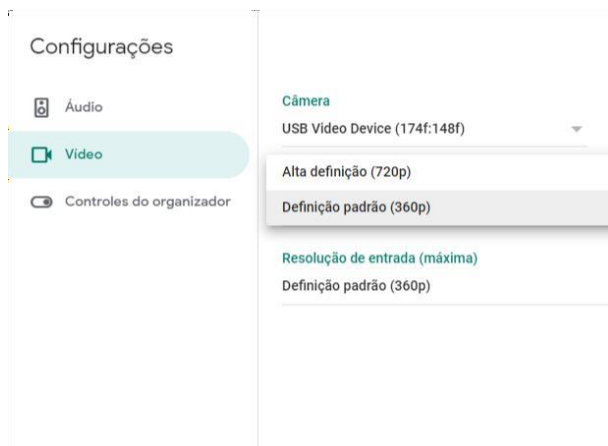 Configurações
Áudio
Vídeo
Controles do organizador
Câmera
USB Video Device (174f:148f)
Alta definição (720p)
Definição padrão (360p)
Resolução de entrada (máxima)
Definição padrão (360p)